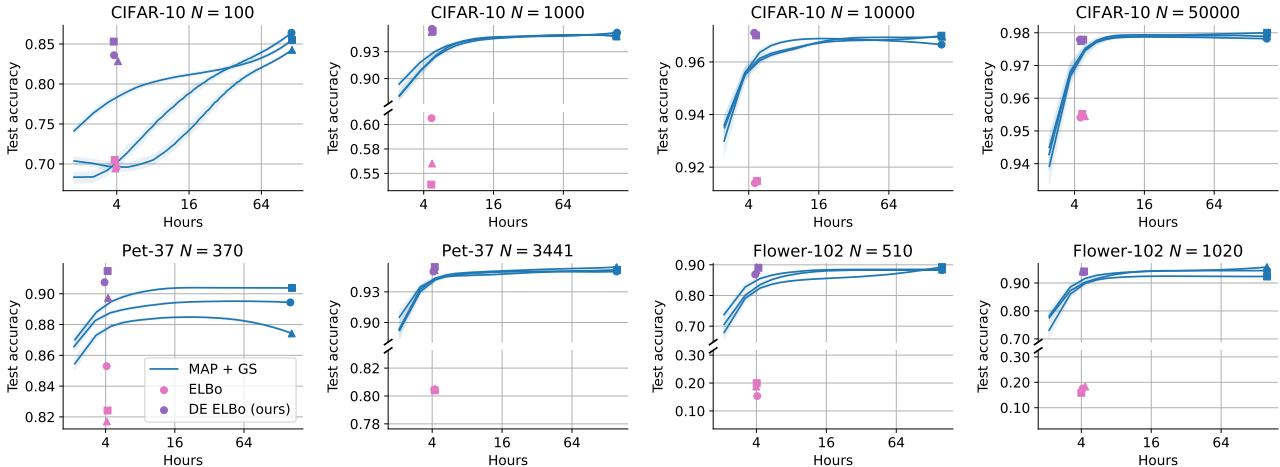 CIFAR-10 N = 100
CIFAR-10 N = 1000
CIFAR-10 N = 10000
CIFAR-10 N = 50000
Test accuracy
0.85
0.80
0.75
0.70
4
16
64
Hours
Test accuracy
0.93
0.90
0.60
0.58
0.55
4
16
64
Hours
Test accuracy
0.96
0.94
0.92
4
16
64
Hours
Test accuracy
0.98
0.97
0.96
0.95
0.94
4
16
64
Hours
Pet-37 N = 370
Pet-37 N = 3441
Flower-102 N = 510
Flower-102 N = 1020
Test accuracy
0.90
0.88
0.86
0.84
0.82
MAP + GS
ELBo
DE ELBo (ours)
4
16
64
Hours
Test accuracy
0.93
0.90
0.82
0.80
0.78
4
16
64
Hours
Test accuracy
0.90
0.80
0.70
0.30
0.20
0.10
4
16
64
Hours
Test accuracy
0.90
0.80
0.70
0.30
0.20
0.10
4
16
64
Hours